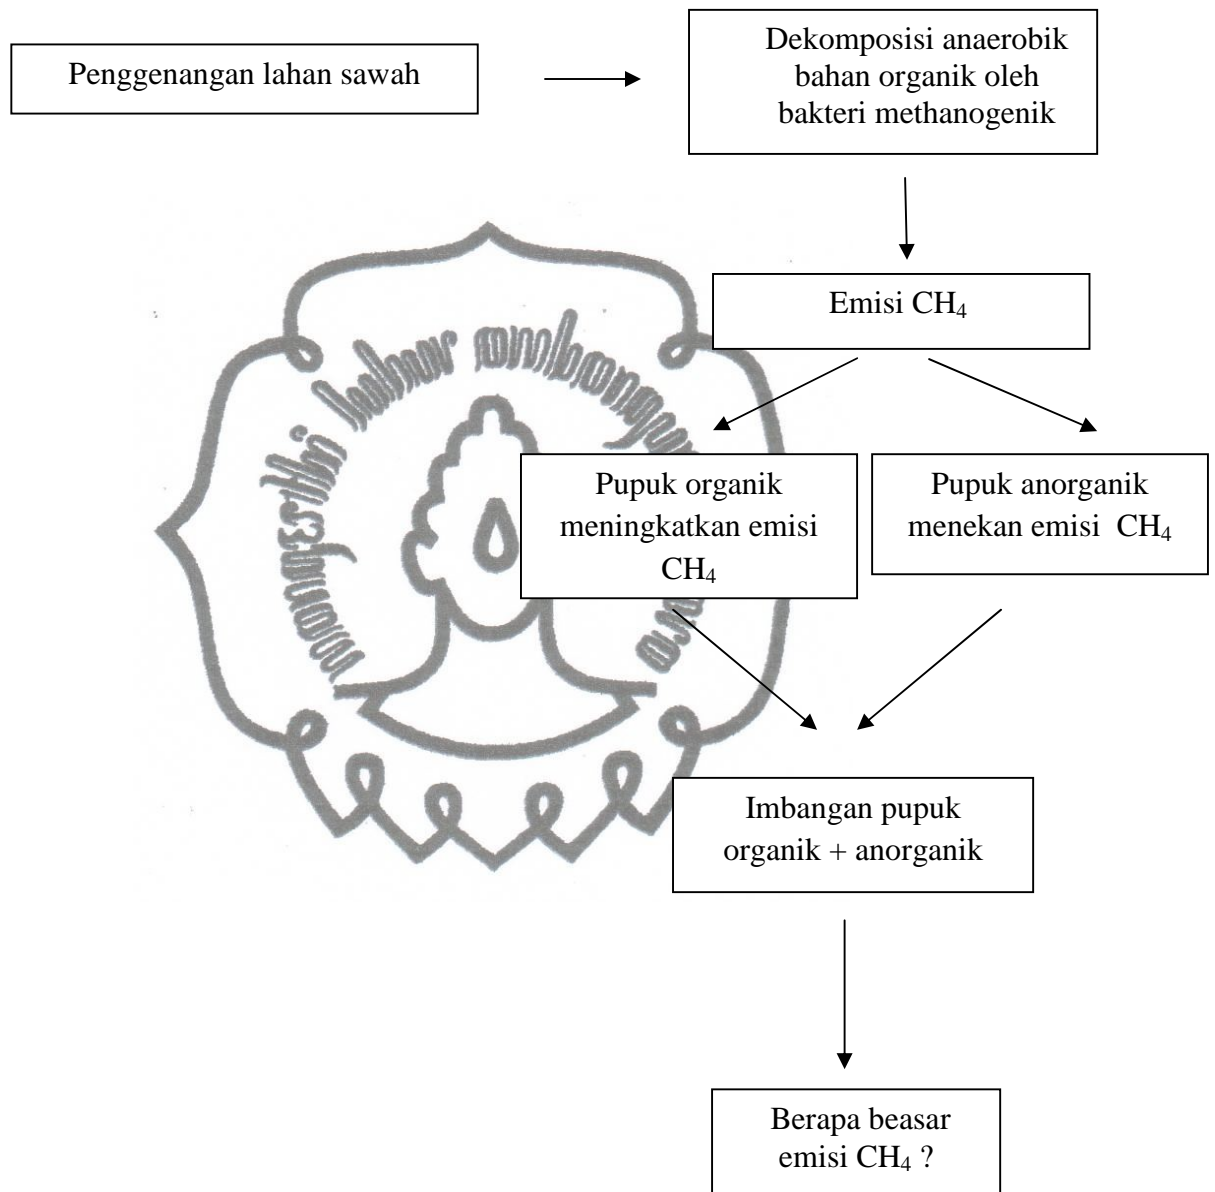 Penggenangan lahan sawah
Dekomposisi anaerobik
bahan organik oleh
bakteri methanogenik
Emisi CH₄
Pupuk organik
meningkatkan emisi
CH₄
Pupuk anorganik
menekan emisi CH₄
Imbangan pupuk
organik + anorganik
Berapa beasar
emisi CH₄ ?